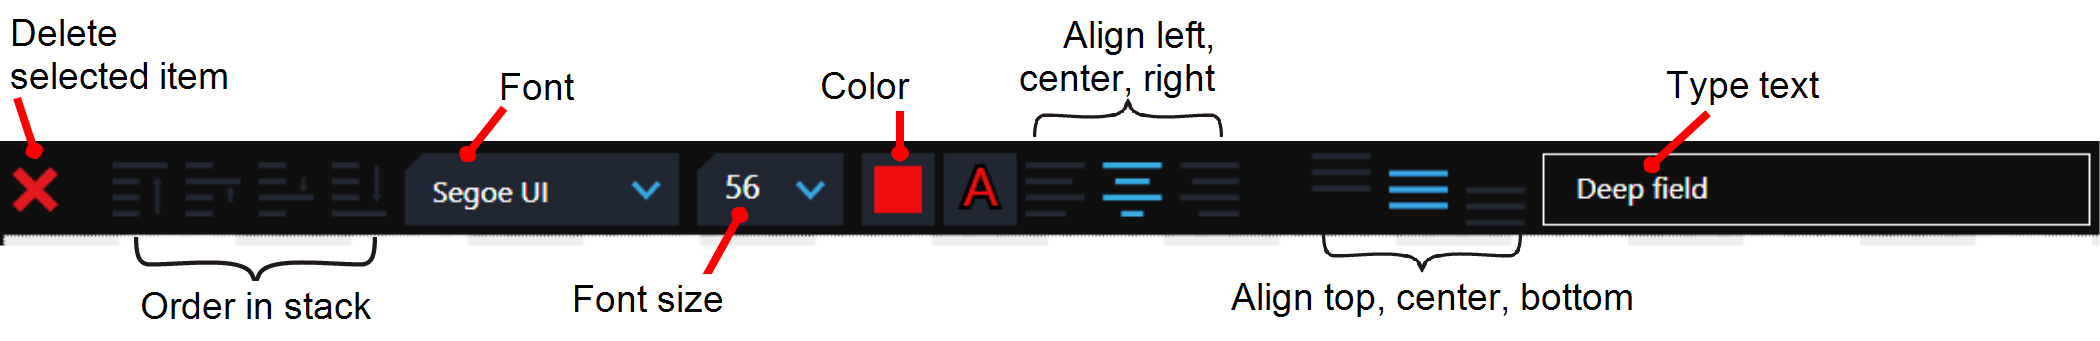 Delete
selected item
Font
Color
Align left,
center, right
Type text
Segoe UI
56
A
Deep field
Order in stack
Font size
Align top, center, bottom